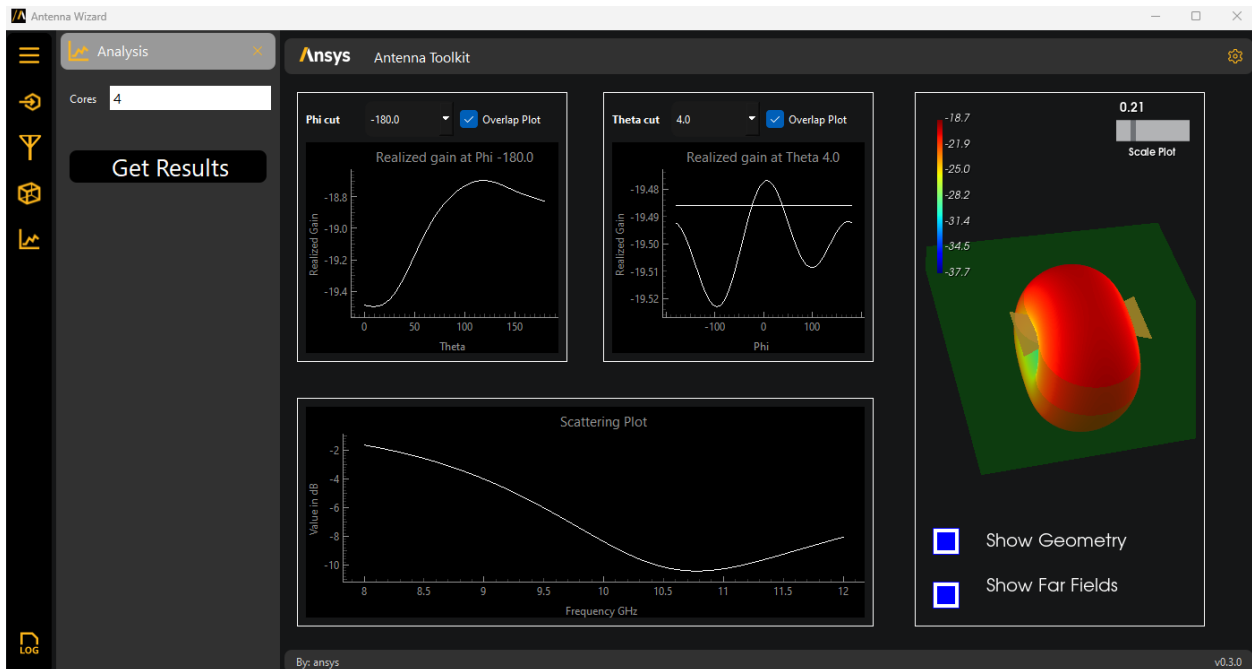 Antenna Wizard
Analysis
Cores 4
Get Results
Ansys Antenna Toolkit
Phi cut -180.0 Overlap Plot
Realized gain at Phi -180.0
Realized Gain
-18.8
-19.0
-19.2
-19.4
0 50 100 150
Theta
Theta cut 4.0 Overlap Plot
Realized gain at Theta 4.0
Realized Gain
-19.48
-19.49
-19.50
-19.51
-19.52
-100 0 100
Phi
0.21
Scale Plot
-18.7
-21.9
-25.0
-28.2
-31.4
-34.5
-37.7
Scattering Plot
Value in dB
-2
-4
-6
-8
-10
8 8.5 9 9.5 10 10.5 11 11.5 12
Frequency GHz
Show Geometry
Show Far Fields
LOG
By: ansys
v0.3.0